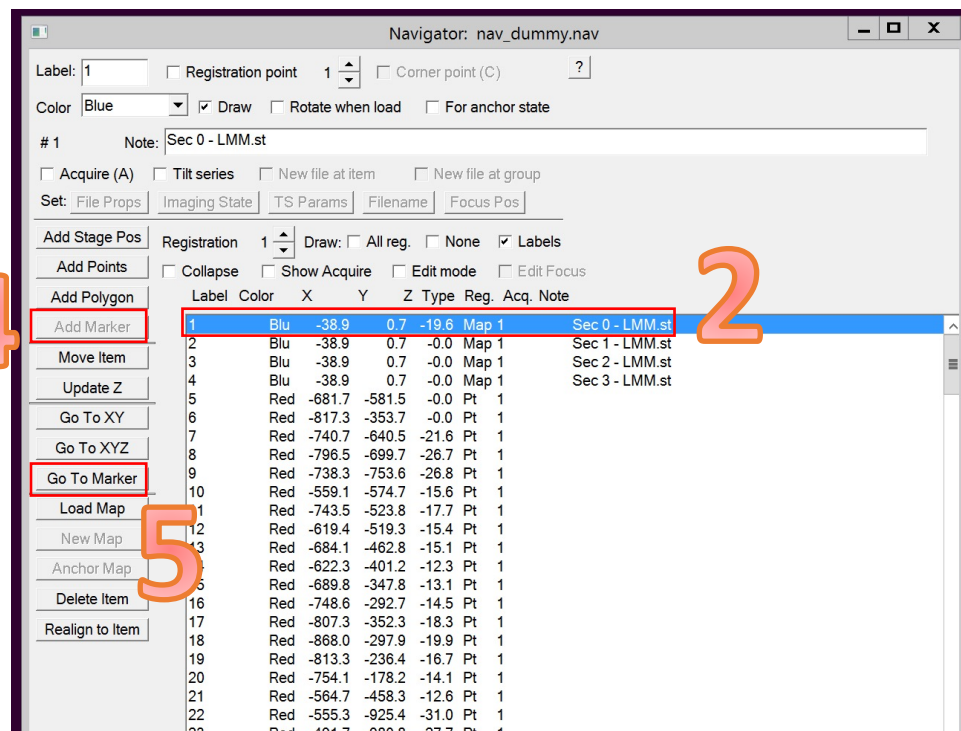 Navigator: nav_dummy.nav
Label: 1 Registration point 1 Corner point (C) ?
Color Blue Draw Rotate when load For anchor state
# 1 Note: Sec 0 - LMM.st
Acquire (A) Tilt series New file at item New file at group
Set: File Props Imaging State TS Params Filename Focus Pos
Add Stage Pos Registration 1 Draw: All reg. None Labels
Add Points Collapse Show Acquire Edit mode Edit Focus
Add Polygon
Add Marker
Move Item
Update Z
Go To XY
Go To XYZ
Go To Marker
Load Map
New Map
Anchor Map
Delete Item
Realign to Item
Label Color X Y Z Type Reg. Acq. Note
1 Blu -38.9 0.7 -19.6 Map 1 Sec 0 - LMM.st
2 Blu -38.9 0.7 -0.0 Map 1 Sec 1 - LMM.st
3 Blu -38.9 0.7 -0.0 Map 1 Sec 2 - LMM.st
4 Blu -38.9 0.7 -0.0 Map 1 Sec 3 - LMM.st
5 Red -681.7 -581.5 -0.0 Pt 1
6 Red -817.3 -353.7 -0.0 Pt 1
7 Red -740.7 -640.5 -21.6 Pt 1
8 Red -796.5 -699.7 -26.7 Pt 1
9 Red -738.3 -753.6 -26.8 Pt 1
10 Red -559.1 -574.7 -15.6 Pt 1
Red -743.5 -523.8 -17.7 Pt 1
12 Red -619.4 -519.3 -15.4 Pt 1
13 Red -684.1 -462.8 -15.1 Pt 1
Red -622.3 -401.2 -12.3 Pt 1
Red -689.8 -347.8 -13.1 Pt 1
16 Red -748.6 -292.7 -14.5 Pt 1
17 Red -807.3 -352.3 -18.3 Pt 1
18 Red -868.0 -297.9 -19.9 Pt 1
19 Red -813.3 -236.4 -16.7 Pt 1
20 Red -754.1 -178.2 -14.1 Pt 1
21 Red -564.7 -458.3 -12.6 Pt 1
22 Red -555.3 -925.4 -31.0 Pt 1
2
4
5